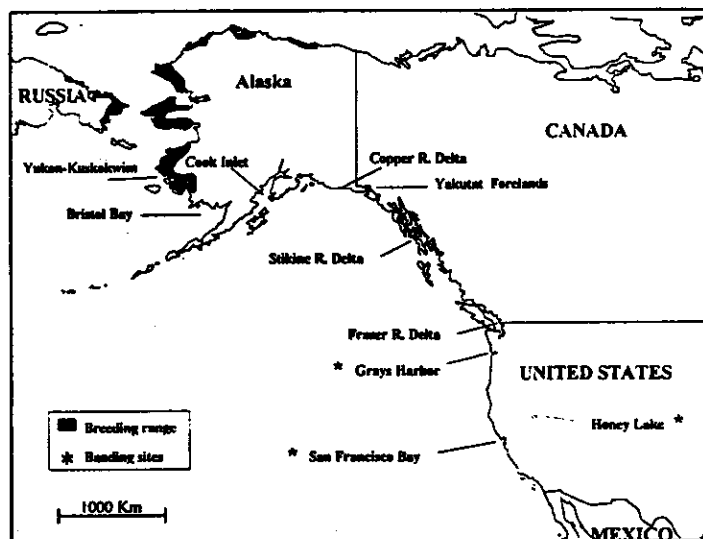 RUSSIA
Alaska
CANADA
Yukon-Kuskokwim
Cook Inlet
Copper R. Delta
Yakutat Forelands
Bristol Bay
Stikine R. Delta
Fraser R. Delta
* Grays Harbor
UNITED STATES
Honey Lake *
* San Francisco Bay
Breeding range
* Banding sites
1000 Km
MEXICO